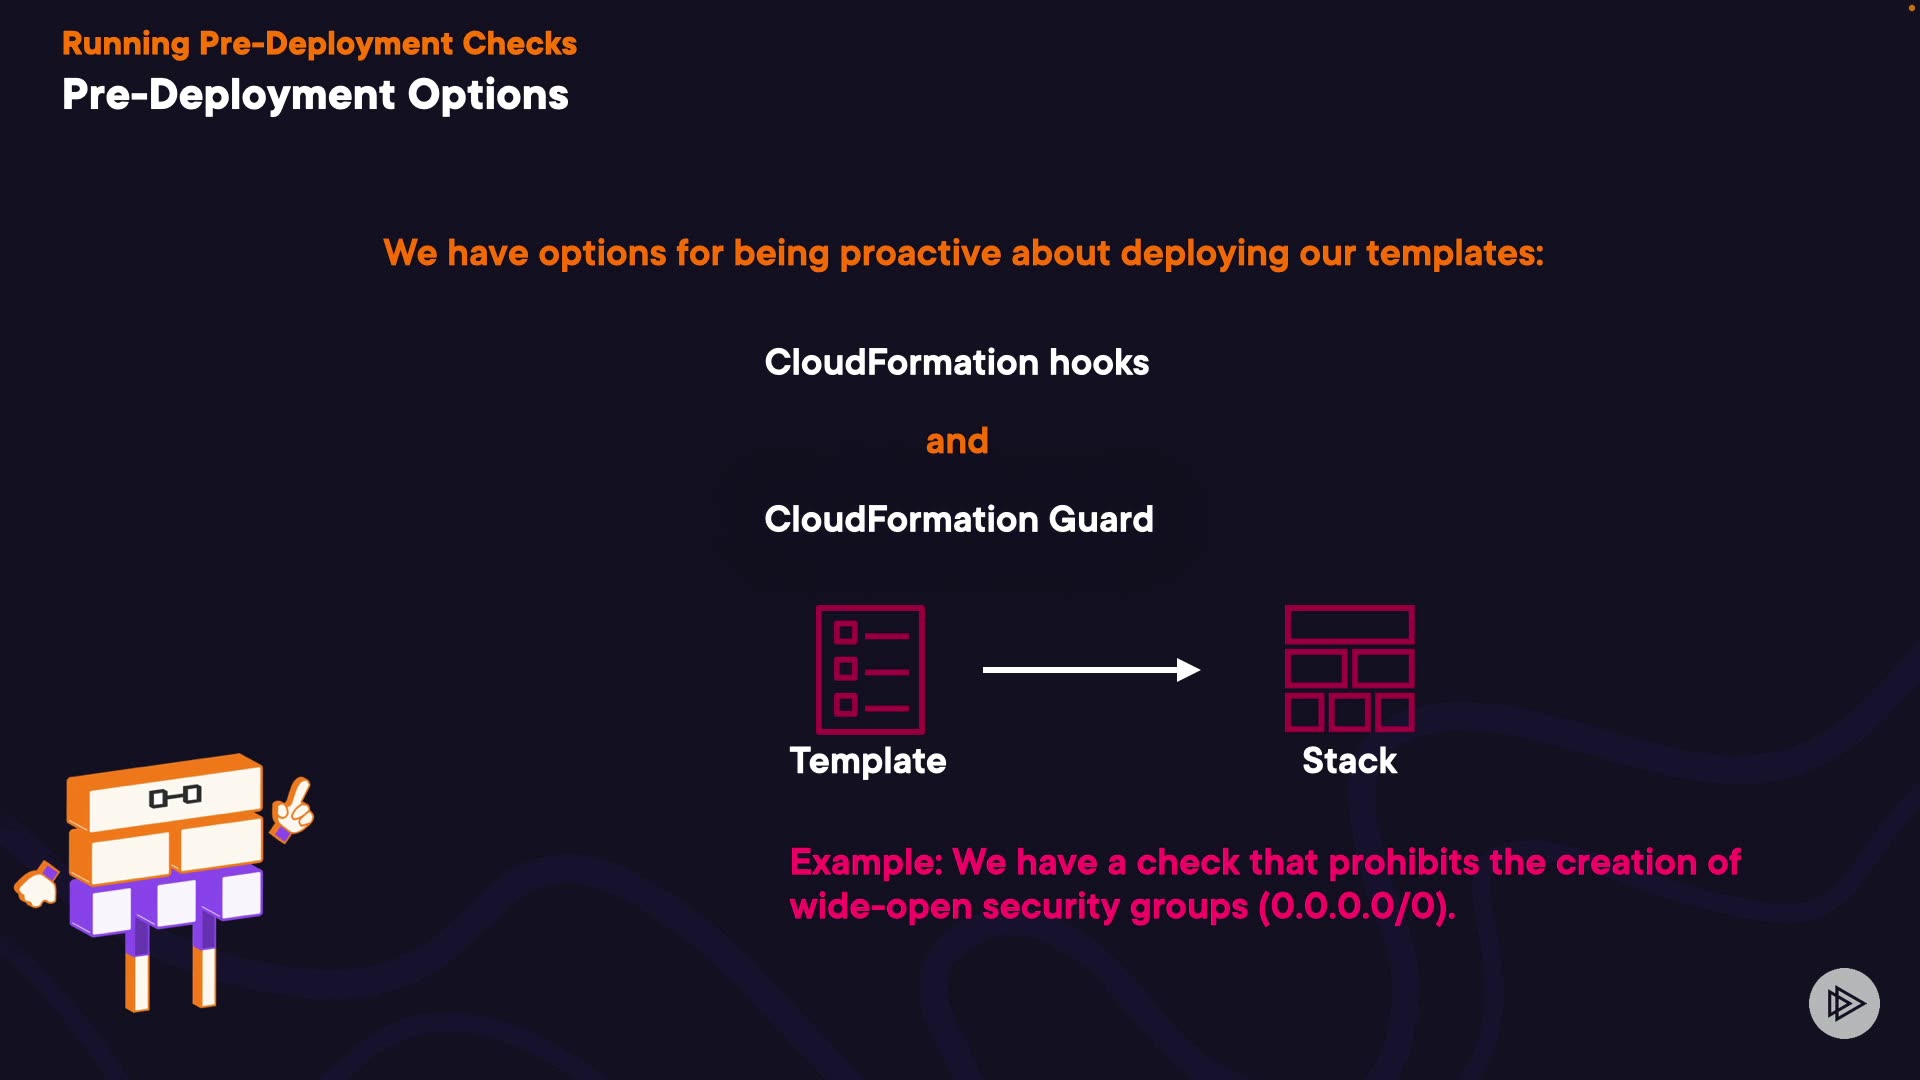 Running Pre-Deployment Checks
Pre-Deployment Options
We have options for being proactive about deploying our templates:
CloudFormation hooks
and
CloudFormation Guard
Template
Stack
Example: We have a check that prohibits the creation of
wide-open security groups (0.0.0.0/0).